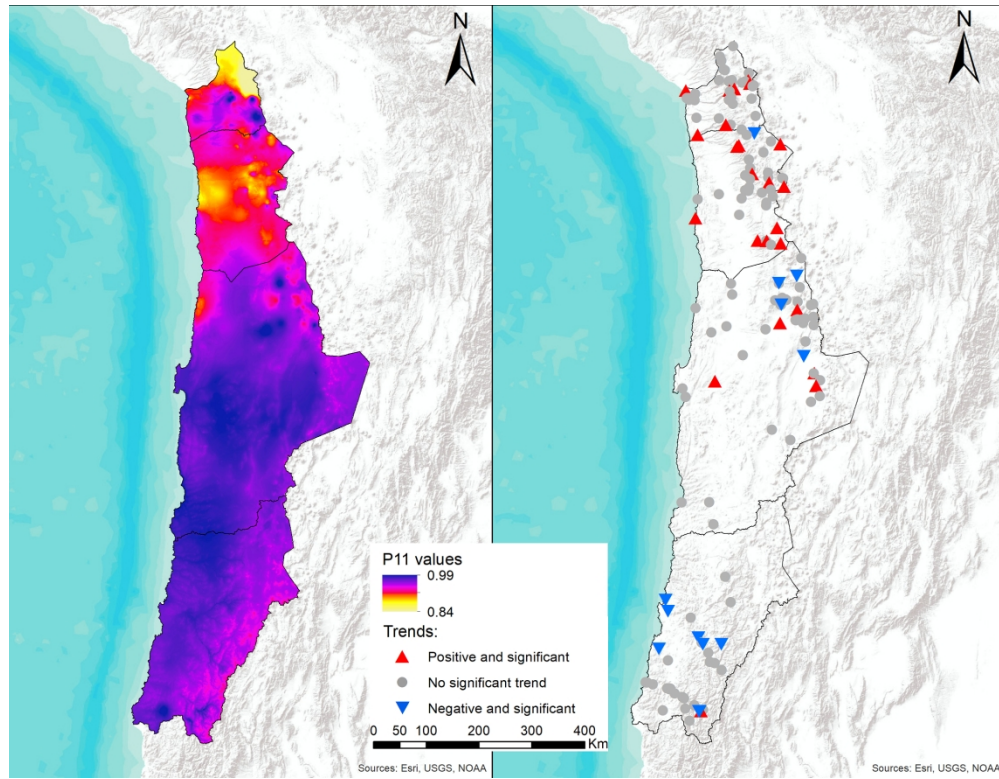 N
N
P11 values
0.99
0.84
Trends:
Positive and significant
No significant trend
Negative and significant
0 50 100 200 300 400
Km
Sources: Esri, USGS, NOAA
Sources: Esri, USGS, NOAA